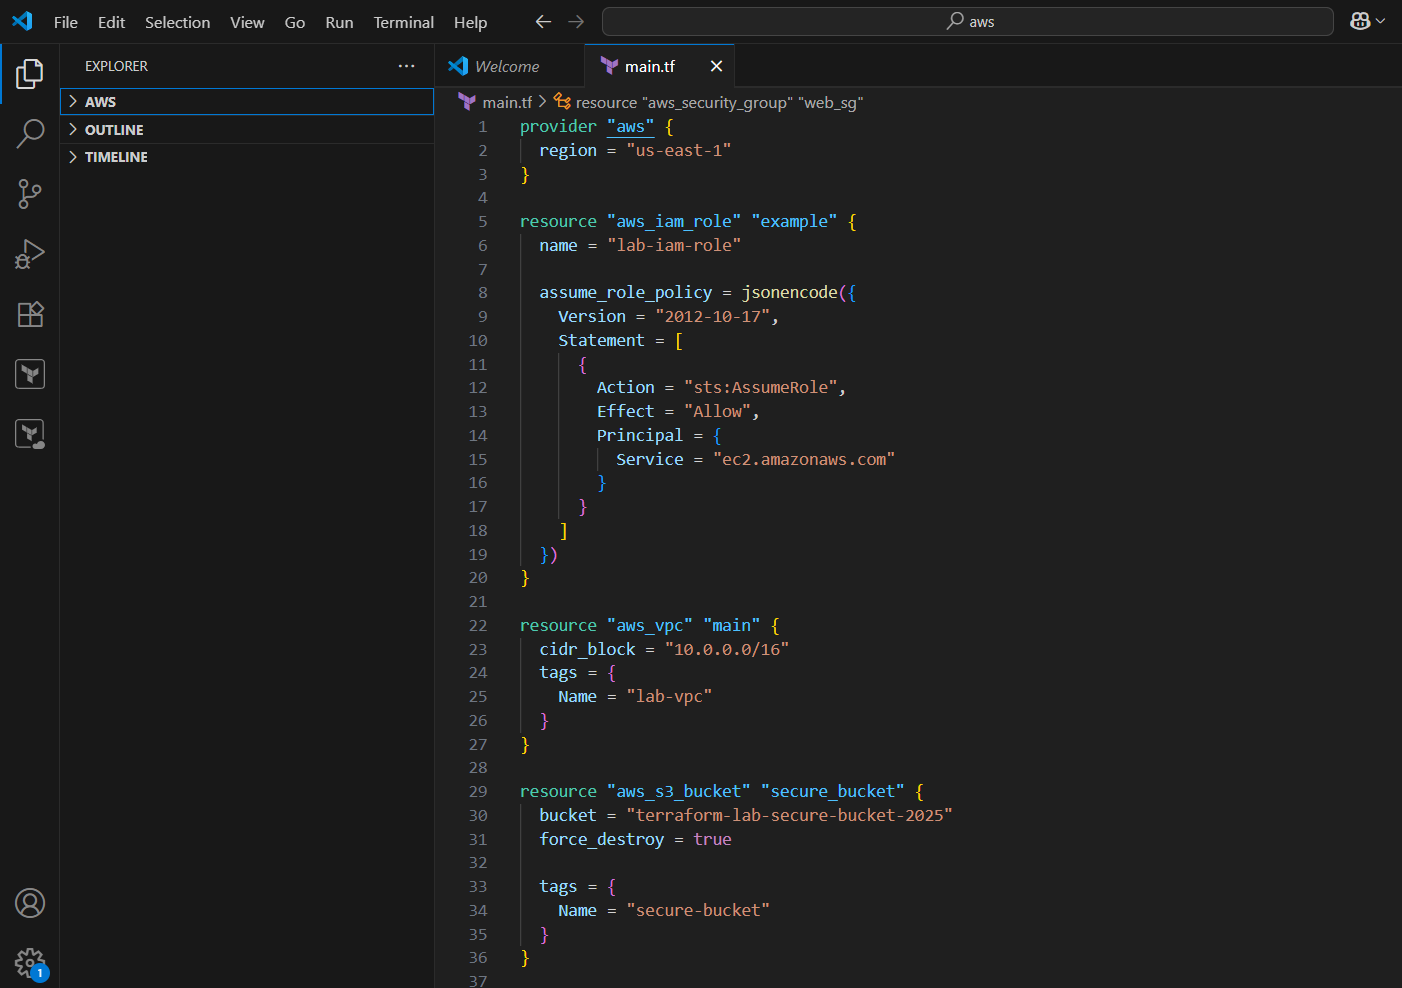 File Edit Selection View Go Run Terminal Help
aws
EXPLORER
AWS
OUTLINE
TIMELINE
1
Welcome
main.tf
main.tf > resource "aws_security_group" "web_sg"
1 provider "aws" {
2   region = "us-east-1"
3 }
4
5 resource "aws_iam_role" "example" {
6   name = "lab-iam-role"
7
8   assume_role_policy = jsonencode({
9     Version = "2012-10-17",
10     Statement = [
11       {
12         Action = "sts:AssumeRole",
13         Effect = "Allow",
14         Principal = {
15           Service = "ec2.amazonaws.com"
16         }
17       }
18     ]
19   })
20 }
21
22 resource "aws_vpc" "main" {
23   cidr_block = "10.0.0.0/16"
24   tags = {
25     Name = "lab-vpc"
26   }
27 }
28
29 resource "aws_s3_bucket" "secure_bucket" {
30   bucket = "terraform-lab-secure-bucket-2025"
31   force_destroy = true
32
33   tags = {
34     Name = "secure-bucket"
35   }
36 }
37